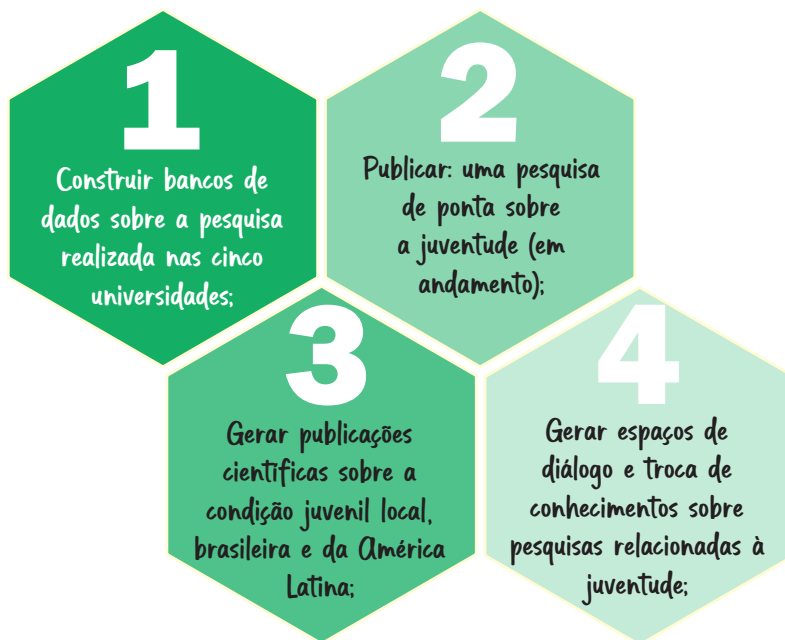 1
Construir bancos de
dados sobre a pesquisa
realizada nas cinco
universidades;
2
Publicar: uma pesquisa
de ponta sobre
a juventude (em
andamento);
3
Gerar publicações
científicas sobre a
condição juvenil local,
brasileira e da América
Latina;
4
Gerar espaços de
diálogo e troca de
conhecimentos sobre
pesquisas relacionadas à
juventude;